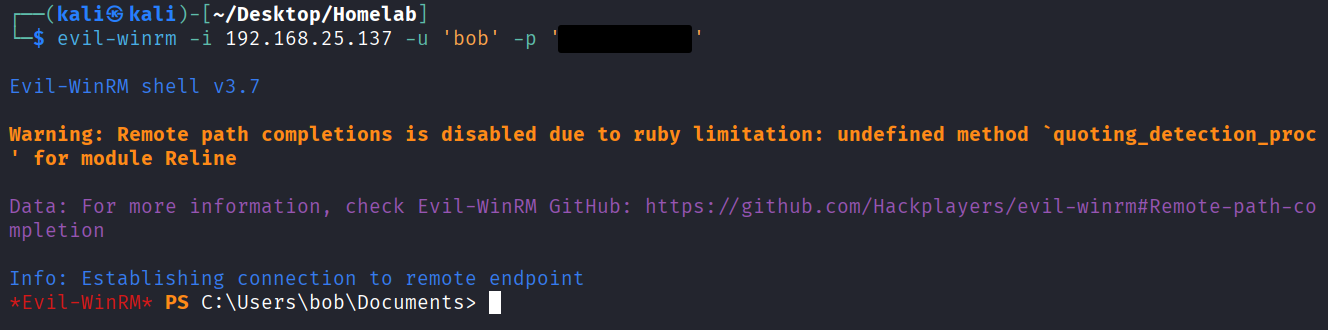 ┌──(kali㉿kali)-[~/Desktop/Homelab]
└─$ evil-winrm -i 192.168.25.137 -u 'bob' -p ' '
Evil-WinRM shell v3.7
Warning: Remote path completions is disabled due to ruby limitation: undefined method `quoting_detection_proc
' for module Reline
Data: For more information, check Evil-WinRM GitHub: https://github.com/Hackplayers/evil-winrm#Remote-path-co
mpletion
Info: Establishing connection to remote endpoint
*Evil-WinRM* PS C:\Users\bob\Documents>